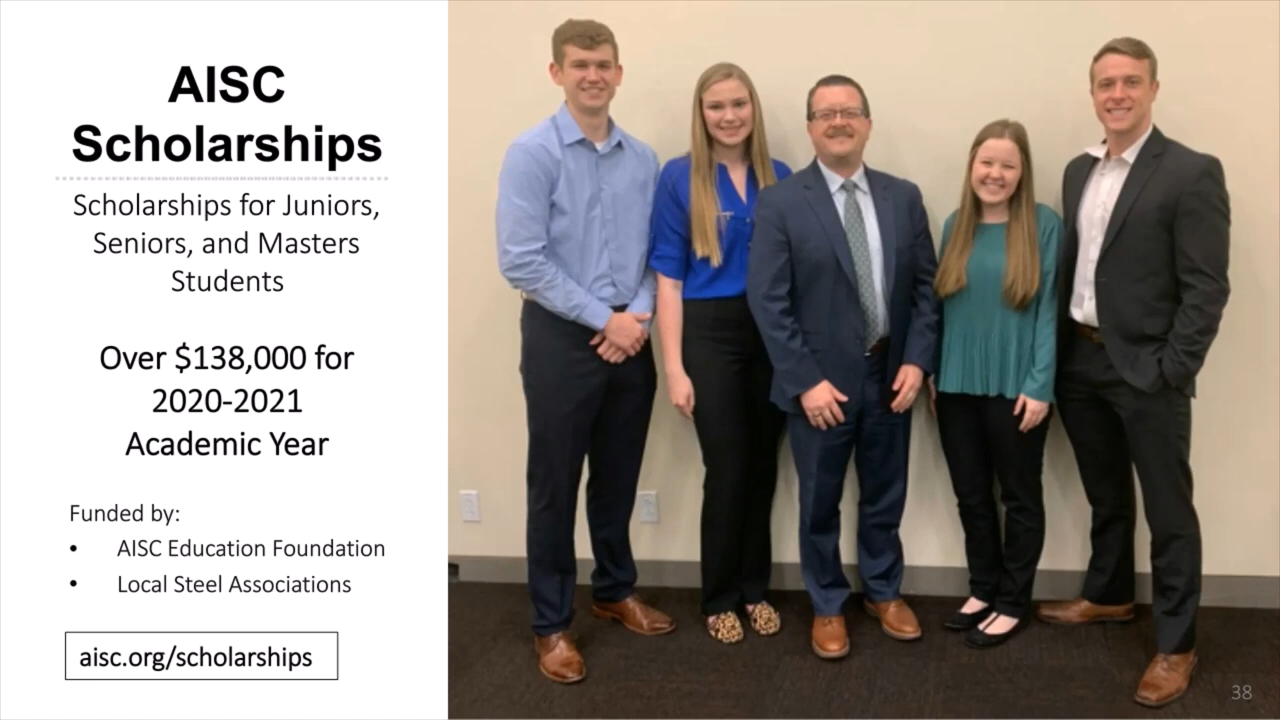 AISC
Scholarships
Scholarships for Juniors,
Seniors, and Masters
Students
Over $138,000 for
2020-2021
Academic Year
Funded by:
• AISC Education Foundation
• Local Steel Associations
aisc.org/scholarships
38